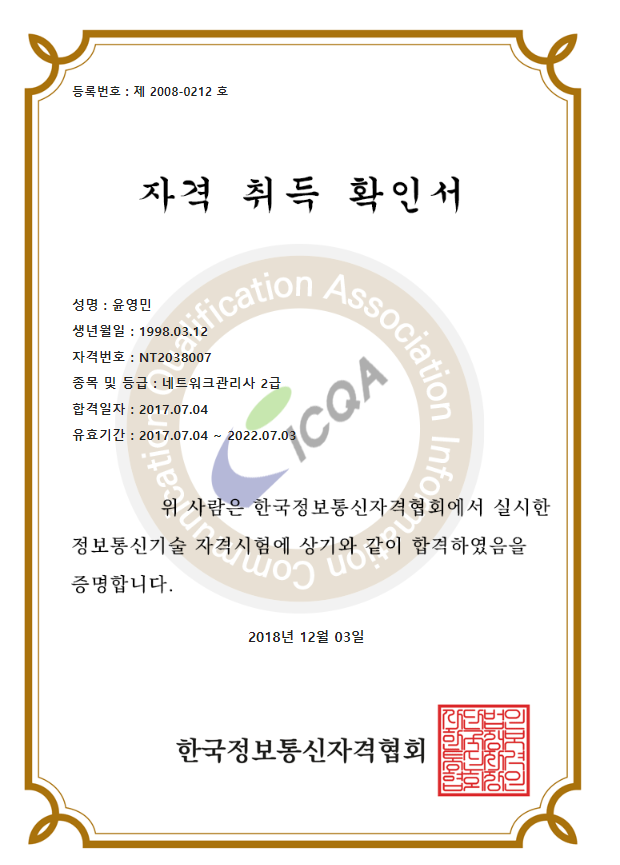 등록번호 : 제 2008-0212 호
자격 취득 확인서
성명 : 윤영민
생년월일 : 1998.03.12
자격번호 : NT2038007
종목 및 등급 : 네트워크관리사 2급
합격일자 : 2017.07.04
유효기간 : 2017.07.04 ~ 2022.07.03
Information Communication Qualification Association
ICQA
위 사람은 한국정보통신자격협회에서 실시한
정보통신기술 자격시험에 상기와 같이 합격하였음을
증명합니다.
2018년 12월 03일
한국정보통신자격협회